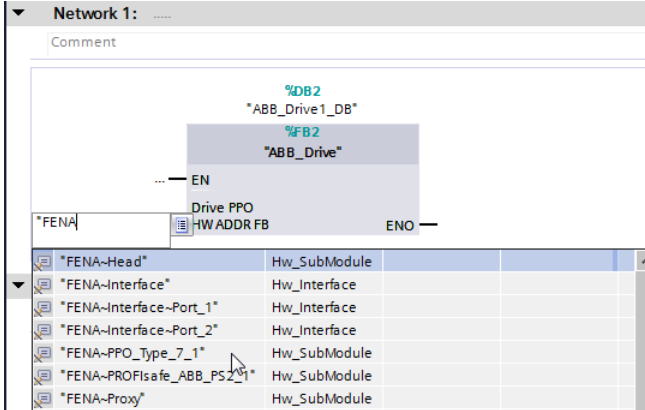 Network 1: .....
Comment
%DB2
"ABB_Drive1_DB"
%FB2
"ABB_Drive"
... EN
Drive PPO
HW ADDR FB
ENO
"FENA
"FENA~Head" Hw_SubModule
"FENA~Interface" Hw_Interface
"FENA~Interface~Port_1" Hw_Interface
"FENA~Interface~Port_2" Hw_Interface
"FENA~PPO_Type_7_1" Hw_SubModule
"FENA~PROFIsafe_ABB_PS2_1" Hw_SubModule
"FENA~Proxy" Hw_SubModule